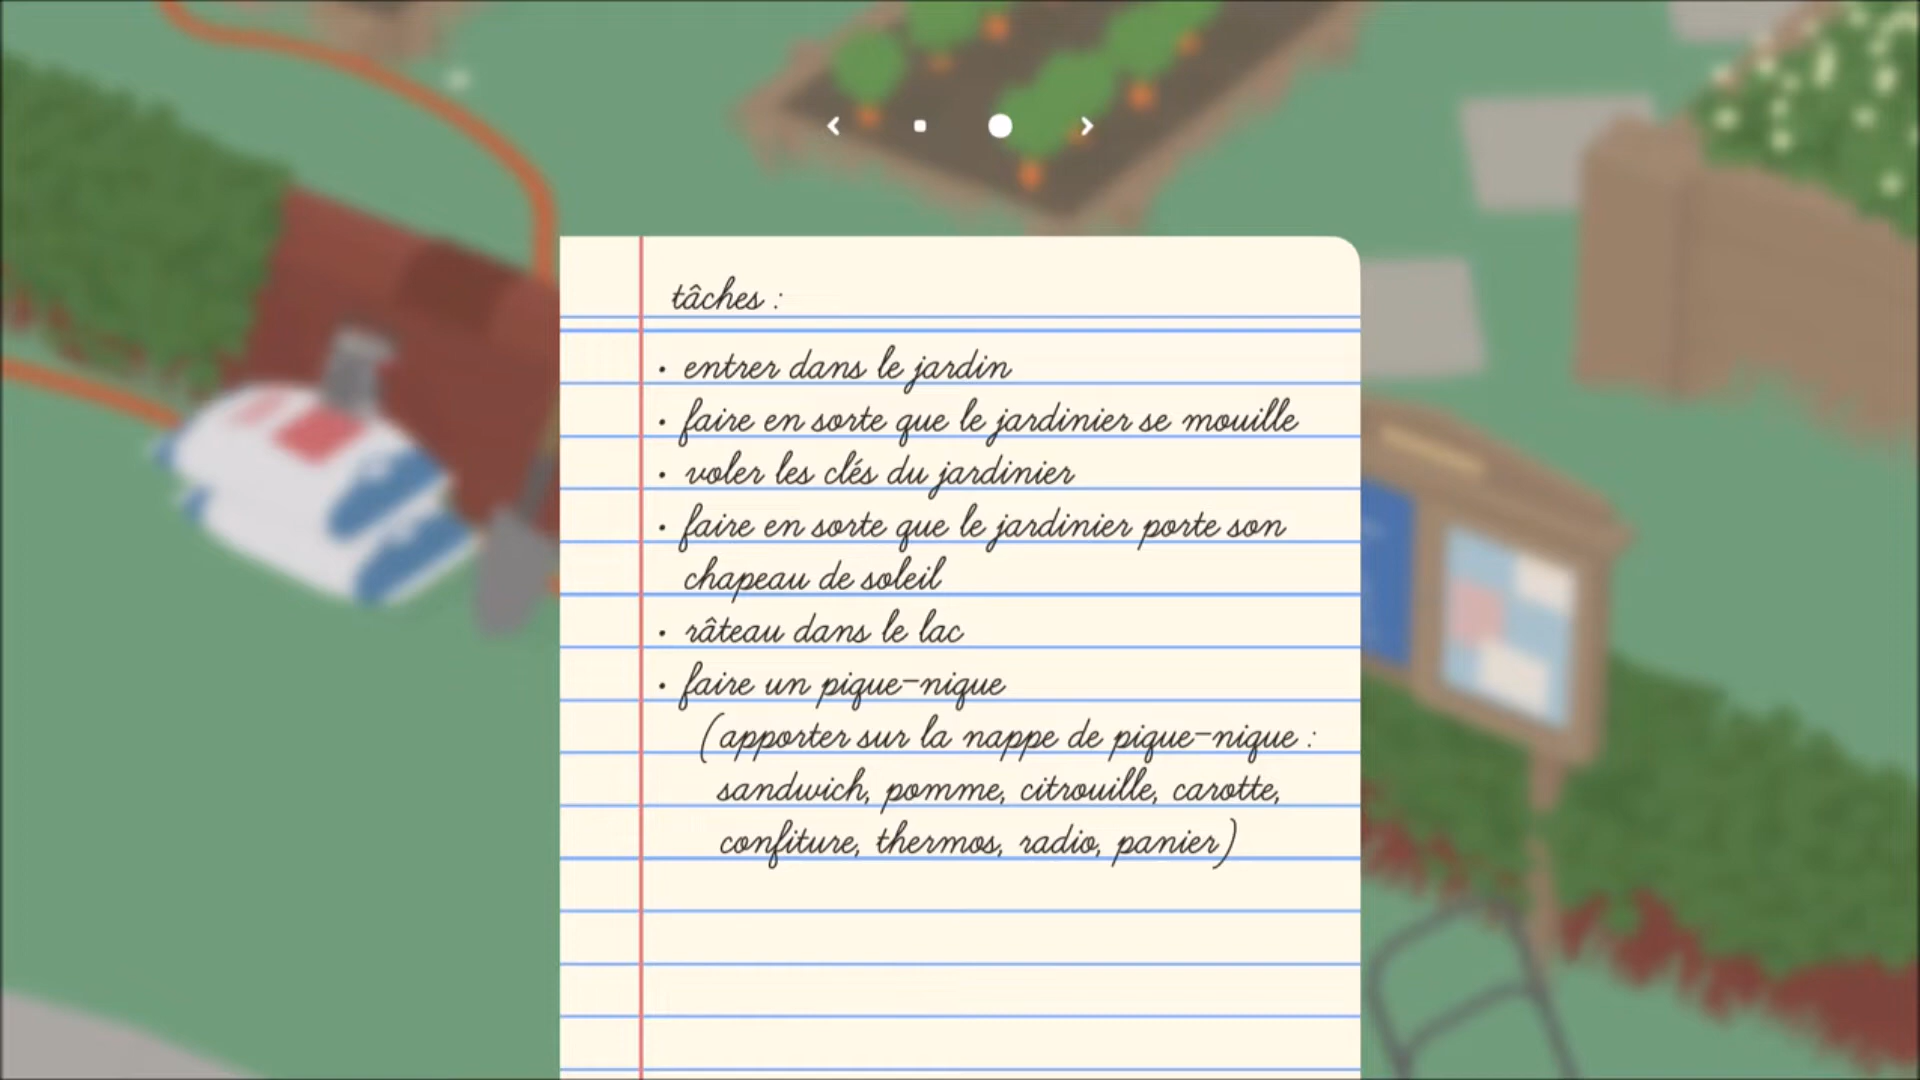 tâches :
• entrer dans le jardin
• faire en sorte que le jardinier se mouille
• voler les clés du jardinier
• faire en sorte que le jardinier porte son
chapeau de soleil
• râteau dans le lac
• faire un pique-nique
(apporter sur la nappe de pique-nique :
sandwich, pomme, citrouille, carotte,
confiture, thermos, radio, panier)